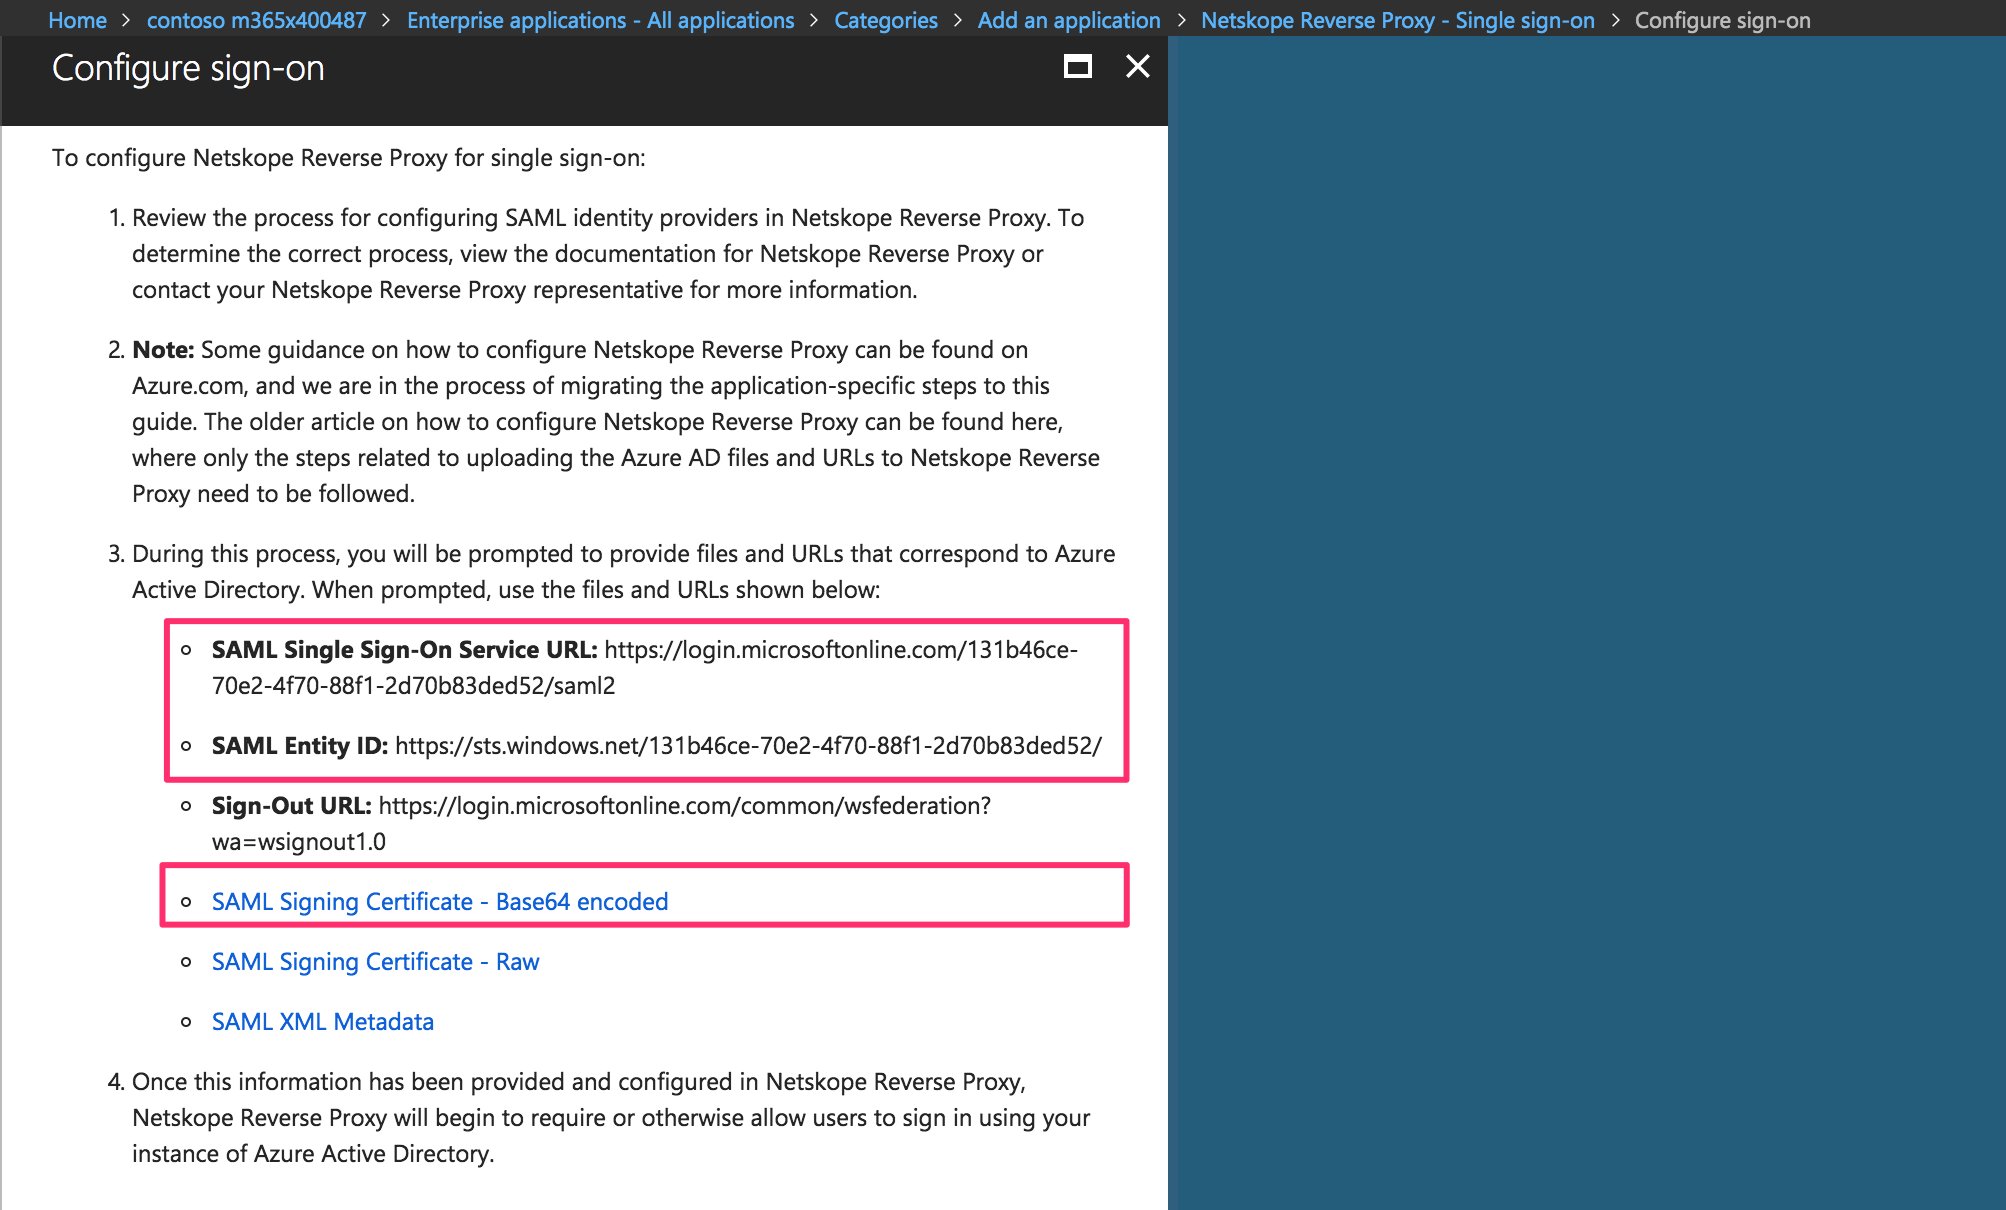 Home > contoso m365x400487 > Enterprise applications - All applications > Categories > Add an application > Netskope Reverse Proxy - Single sign-on > Configure sign-on
Configure sign-on
To configure Netskope Reverse Proxy for single sign-on:
1. Review the process for configuring SAML identity providers in Netskope Reverse Proxy. To
determine the correct process, view the documentation for Netskope Reverse Proxy or
contact your Netskope Reverse Proxy representative for more information.
2. Note: Some guidance on how to configure Netskope Reverse Proxy can be found on
Azure.com, and we are in the process of migrating the application-specific steps to this
guide. The older article on how to configure Netskope Reverse Proxy can be found here,
where only the steps related to uploading the Azure AD files and URLs to Netskope Reverse
Proxy need to be followed.
3. During this process, you will be prompted to provide files and URLs that correspond to Azure
Active Directory. When prompted, use the files and URLs shown below:
SAML Single Sign-On Service URL: https://login.microsoftonline.com/131b46ce-
70e2-4f70-88f1-2d70b83ded52/saml2
SAML Entity ID: https://sts.windows.net/131b46ce-70e2-4f70-88f1-2d70b83ded52/
Sign-Out URL: https://login.microsoftonline.com/common/wsfederation?
wa=wsignout1.0
SAML Signing Certificate - Base64 encoded
SAML Signing Certificate - Raw
SAML XML Metadata
4. Once this information has been provided and configured in Netskope Reverse Proxy,
Netskope Reverse Proxy will begin to require or otherwise allow users to sign in using your
instance of Azure Active Directory.